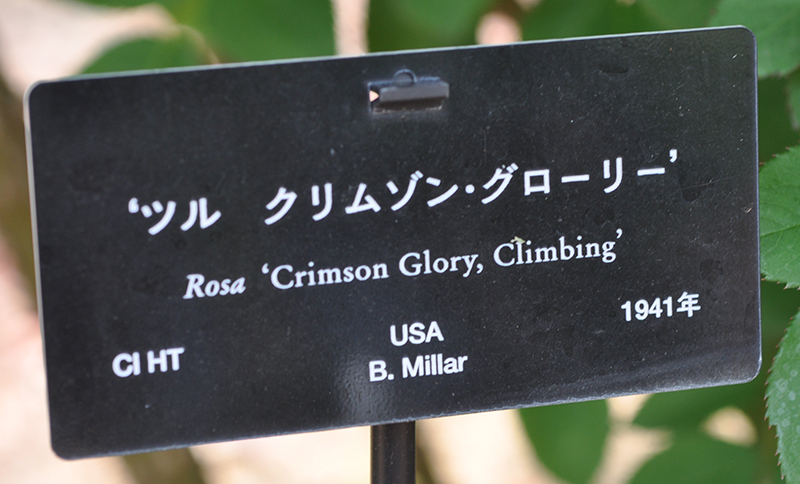 ‘ツル　クリムゾン・グローリー’
Rosa ‘Crimson Glory, Climbing’
CI HT
USA
1941年
B. Millar